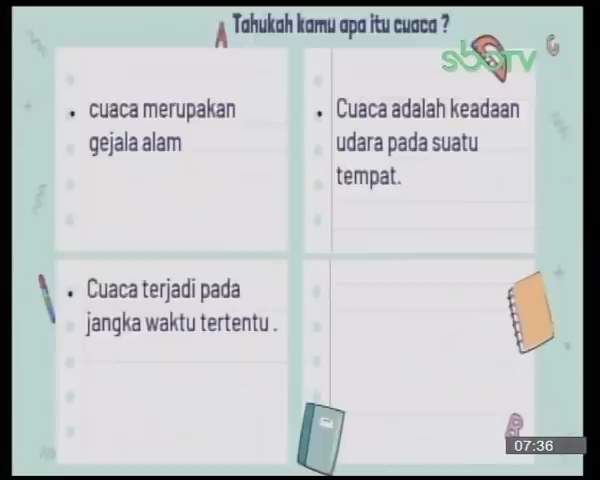 Tahukah kamu apa itu cuaca ?
sbotv
• cuaca merupakan
gejala alam
• Cuaca adalah keadaan
udara pada suatu
tempat.
• Cuaca terjadi pada
jangka waktu tertentu .
07:36